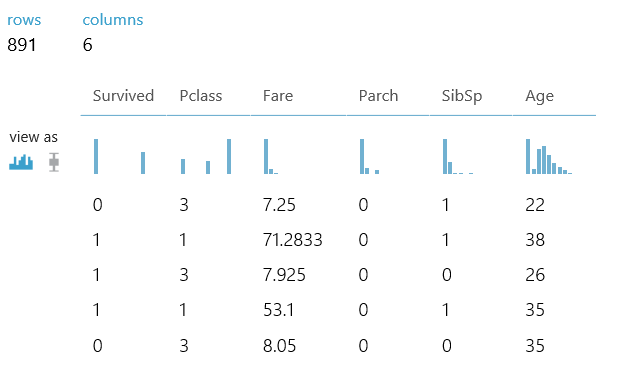 rows columns
891 6
Survived Pclass Fare Parch SibSp Age
view as
0 3 7.25 0 1 22
1 1 71.2833 0 1 38
1 3 7.925 0 0 26
1 1 53.1 0 1 35
0 3 8.05 0 0 35